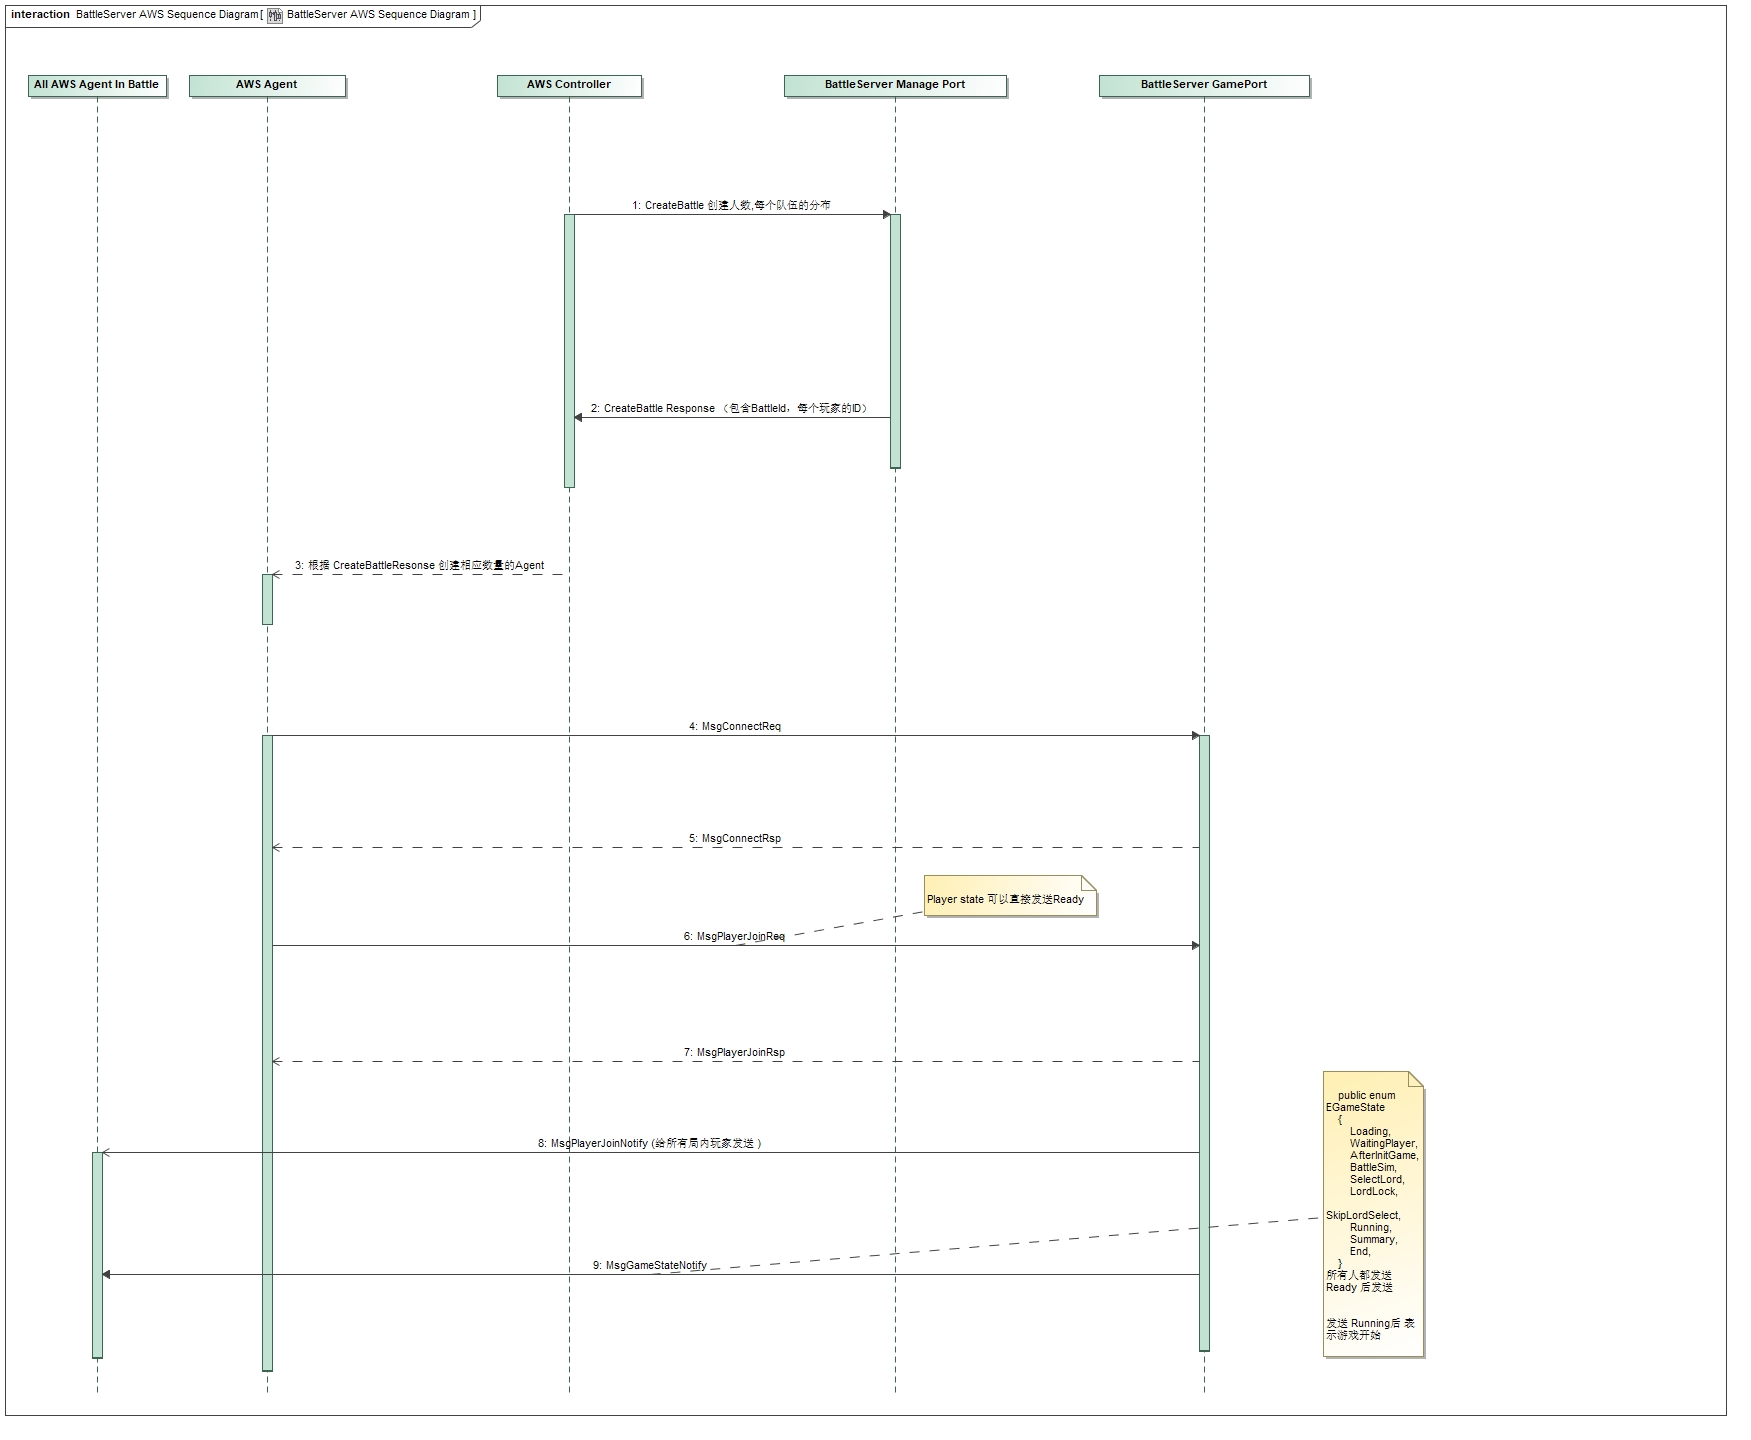 interaction BattleServer AWS Sequence Diagram[ BattleServer AWS Sequence Diagram ]
All AWS Agent In Battle
AWS Agent
AWS Controller
BattleServer Manage Port
BattleServer GamePort
1: CreateBattle 创建人数,每个队伍的分布
2: CreateBattle Response （包含BattleId，每个玩家的ID）
3: 根据 CreateBattleResonse 创建相应数量的Agent
4: MsgConnectReq
5: MsgConnectRsp
Player state 可以直接发送Ready
6: MsgPlayerJoinReq
7: MsgPlayerJoinRsp
8: MsgPlayerJoinNotify (给所有局内玩家发送 )
9: MsgGameStateNotify
public enum
EGameState
{
Loading,
WaitingPlayer,
AfterInitGame,
BattleSim,
SelectLord,
LordLock,
SkipLordSelect,
Running,
Summary,
End,
}
所有人都发送
Ready 后发送
发送 Running后 表
示游戏开始